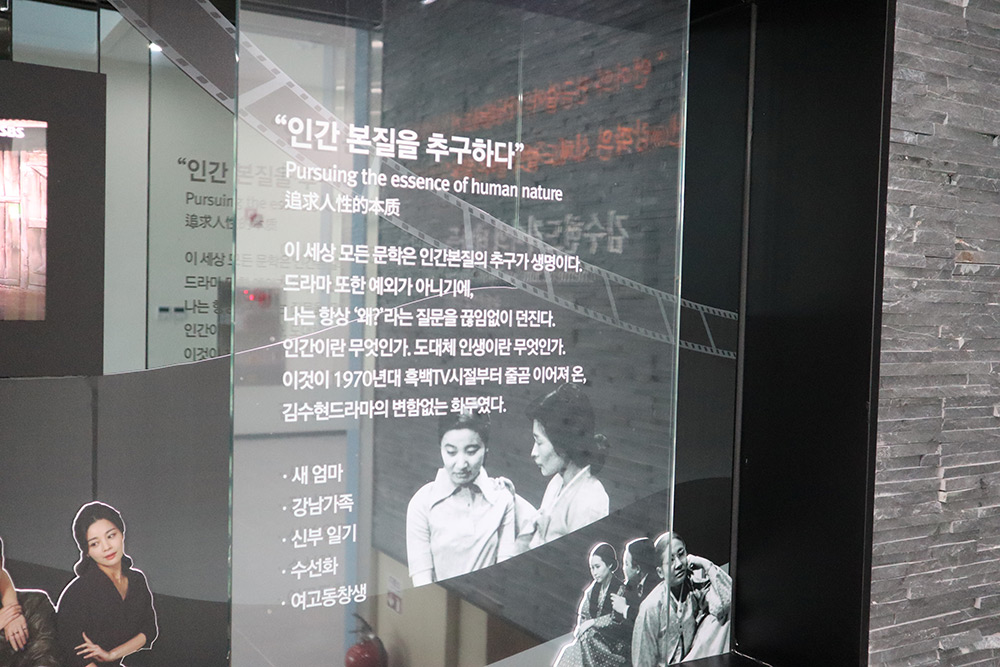 SBS
“인간 본질을 추구하다”
Pursuing the essence of human nature
追求人性的本质
이 세상 모든 문학은 인간본질의 추구가 생명이다.
드라마 또한 예외가 아니기에,
나는 항상 ‘왜?’라는 질문을 끊임없이 던진다.
인간이란 무엇인가. 도대체 인생이란 무엇인가.
이것이 1970년대 흑백TV시절부터 줄곧 이어져 온,
김수현드라마의 변함없는 화두였다.
· 새 엄마
· 강남가족
· 신부 일기
· 수선화
· 여고동창생